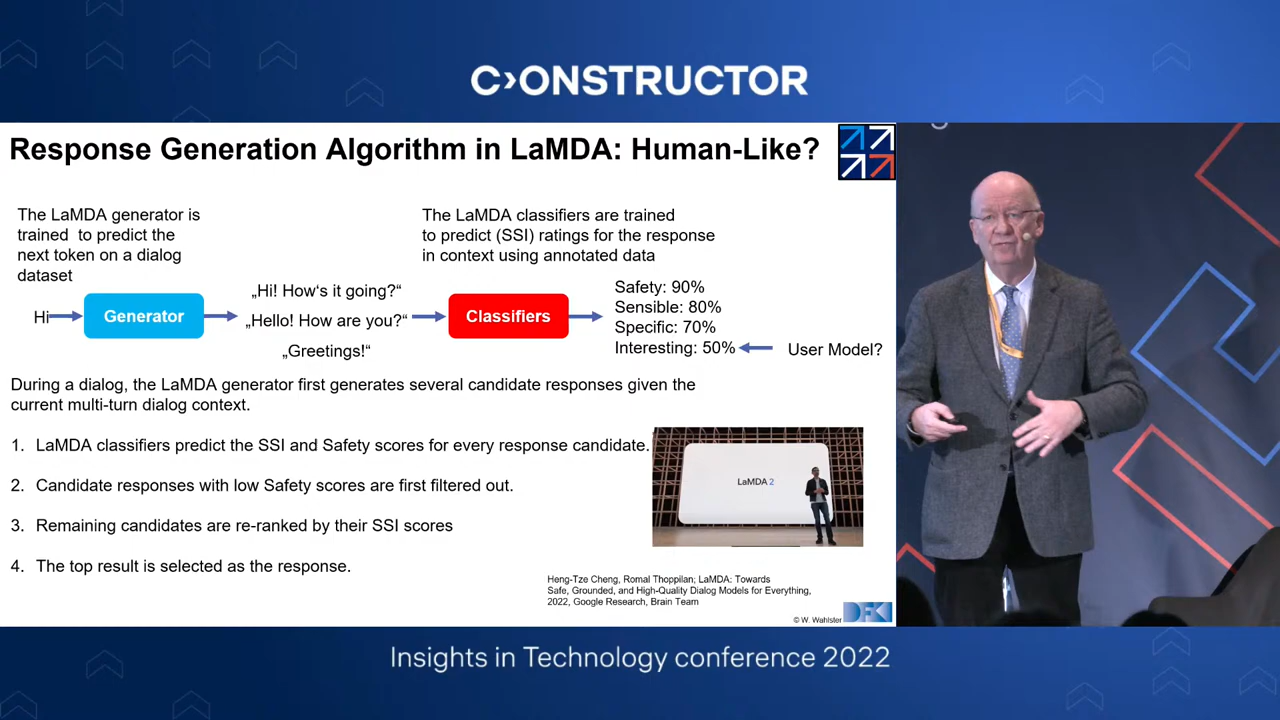 C›ONSTRUCTOR
Response Generation Algorithm in LaMDA: Human-Like?
The LaMDA generator is
trained to predict the
next token on a dialog
dataset
The LaMDA classifiers are trained
to predict (SSI) ratings for the response
in context using annotated data
Hi
Generator
„Hi! How‘s it going?“
„Hello! How are you?“
„Greetings!“
Classifiers
Safety: 90%
Sensible: 80%
Specific: 70%
Interesting: 50%
User Model?
During a dialog, the LaMDA generator first generates several candidate responses given the
current multi-turn dialog context.
1. LaMDA classifiers predict the SSI and Safety scores for every response candidate.
2. Candidate responses with low Safety scores are first filtered out.
3. Remaining candidates are re-ranked by their SSI scores
4. The top result is selected as the response.
LaMDA 2
Heng-Tze Cheng, Romal Thoppilan; LaMDA: Towards
Safe, Grounded, and High-Quality Dialog Models for Everything,
2022, Google Research, Brain Team
© W. Wahlster
DFKI
Insights in Technology conference 2022